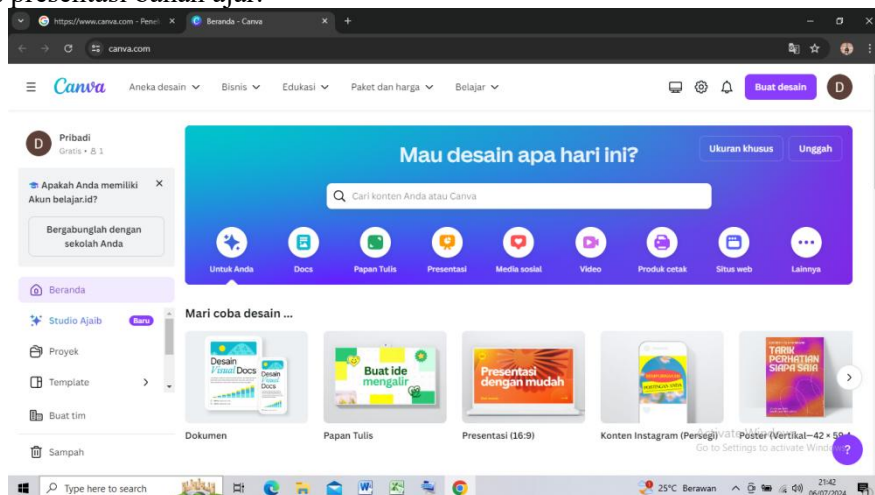 presentasi bahan ajar.
https://www.canva.com - Penel
Beranda - Canva
canva.com
Canva
Aneka desain
Bisnis
Edukasi
Paket dan harga
Belajar
Buat desain
D
D
Pribadi
Gratis • 1
Apakah Anda memiliki
Akun belajar.id?
Bergabunglah dengan
sekolah Anda
Beranda
Studio Ajaib
Baru
Proyek
Template
Buat tim
Sampah
Mau desain apa hari ini?
Ukuran khusus
Unggah
Cari konten Anda atau Canva
Untuk Anda
Docs
Papan Tulis
Presentasi
Media sosial
Video
Produk cetak
Situs web
Lainnya
Mari coba desain ...
Desain
Visual Docs
Desain
Visual
Docs
Buat ide
mengalir
Presentasi
dengan mudah
TARIK
PERHATIAN
SIAPA SAJA
Dokumen
Papan Tulis
Presentasi (16:9)
Konten Instagram (Persegi)
Poster (Vertikal—42 × 59.4
Activate Windows
Go to Settings to activate Windows.
?
Type here to search
25°C Berawan
21:42
06/07/2024